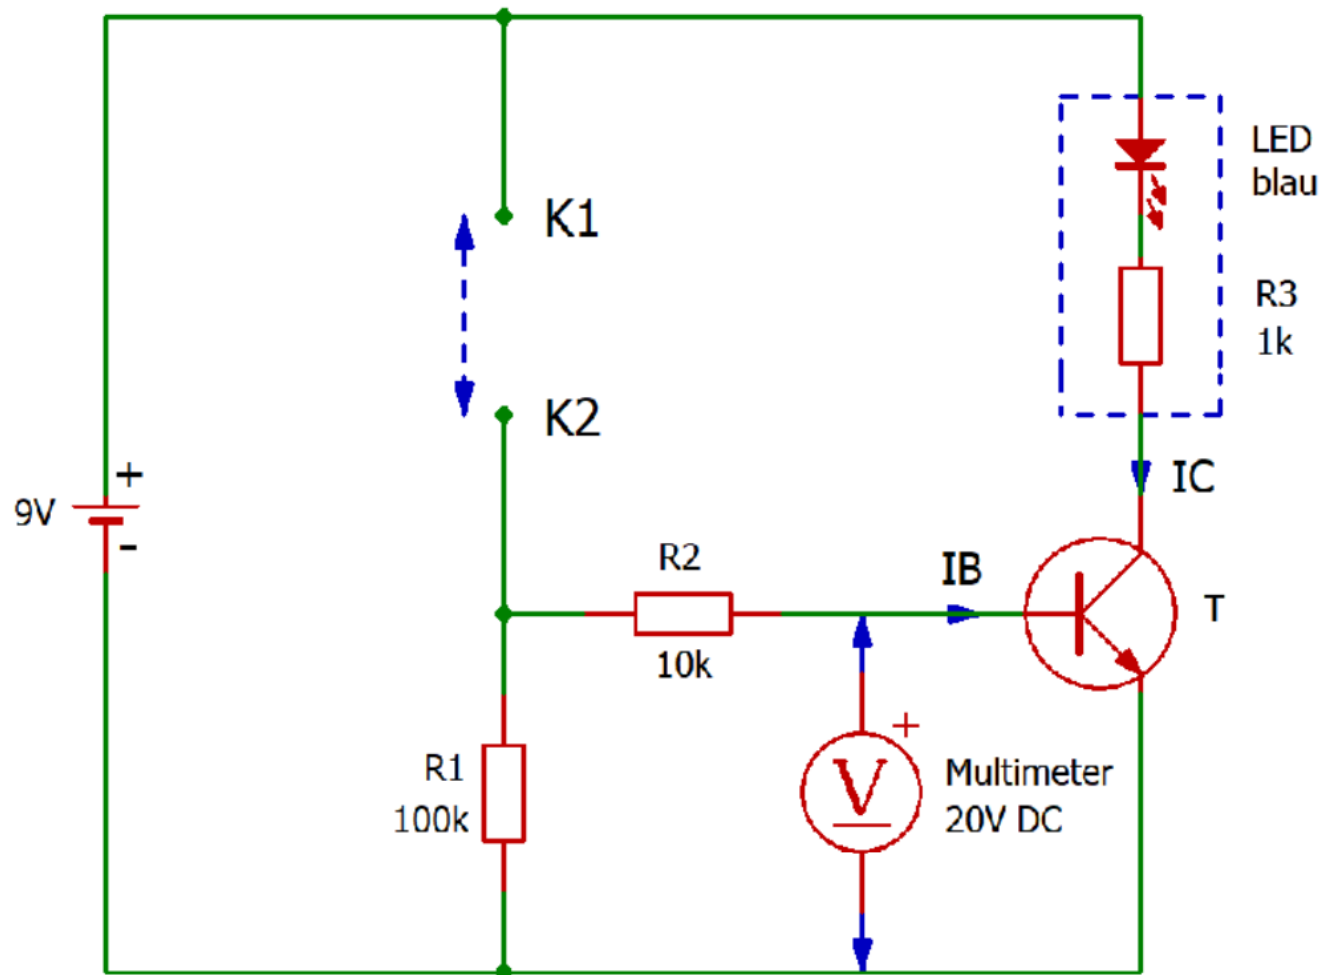 LED
blau
K1
R3
1k
K2
+
9V
-
IC
R2
IB
T
10k
+
R1
100k
V
Multimeter
20V DC